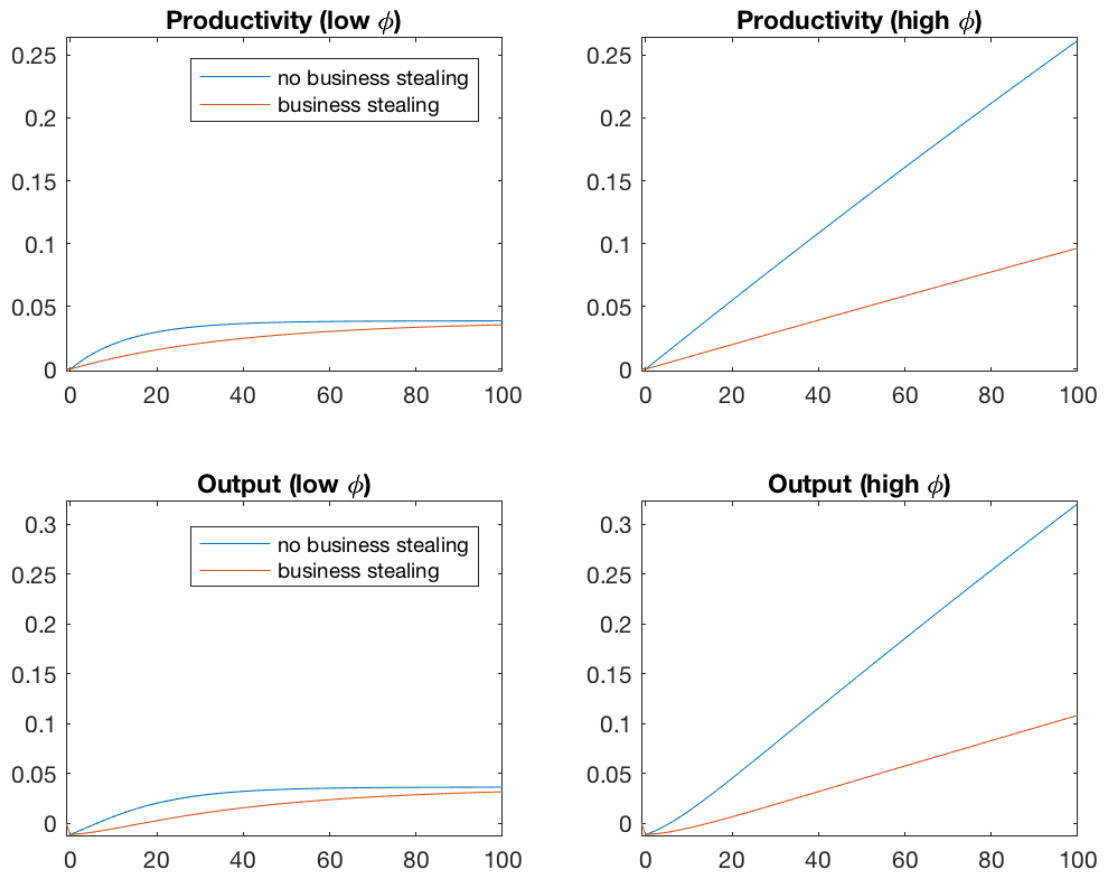 Productivity (low ϕ)
0.25
0.2
0.15
0.1
0.05
0
no business stealing
business stealing
0 20 40 60 80 100
Productivity (high ϕ)
0.25
0.2
0.15
0.1
0.05
0
0 20 40 60 80 100
Output (low ϕ)
0.3
0.25
0.2
0.15
0.1
0.05
0
no business stealing
business stealing
0 20 40 60 80 100
Output (high ϕ)
0.3
0.25
0.2
0.15
0.1
0.05
0
0 20 40 60 80 100